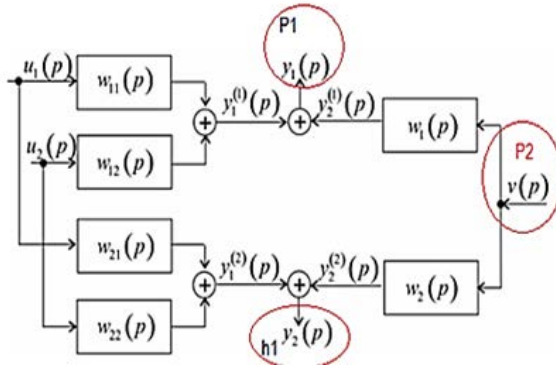 P1
u₁(p)
w₁₁(p)
y₁(p)
y₁⁽¹⁾(p)
y₂⁽¹⁾(p)
w₁(p)
P2
u₂(p)
w₁₂(p)
v(p)
w₂₁(p)
y₁⁽²⁾(p)
y₂⁽²⁾(p)
w₂(p)
w₂₂(p)
h1 y₂(p)